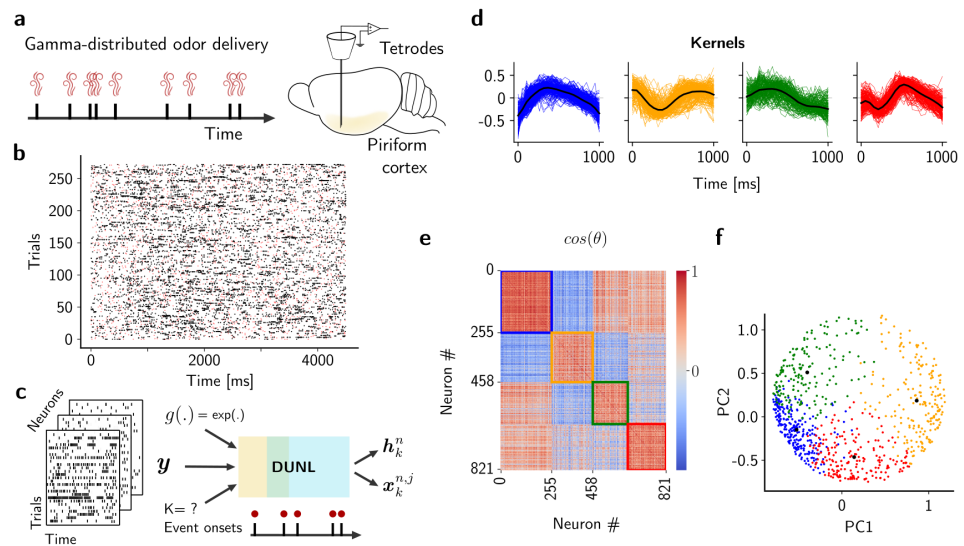 a
Gamma-distributed odor delivery
Time
Tetrodes
Piriform
cortex
b
Trials
250
200
150
100
50
0
0
2000
4000
Time [ms]
c
Neurons
Trials
Time
g(.) = exp(.)
y
K= ?
Event onsets
DUNL
h_k^n
x_k^{n,j}
d
Kernels
0.5
0
-0.5
0
1000
0
1000
0
1000
0
1000
Time [ms]
e
cos(θ)
0
255
458
821
Neuron #
0
255
458
821
Neuron #
1
0
f
1.0
0.5
0.0
-0.5
PC2
0
1
PC1